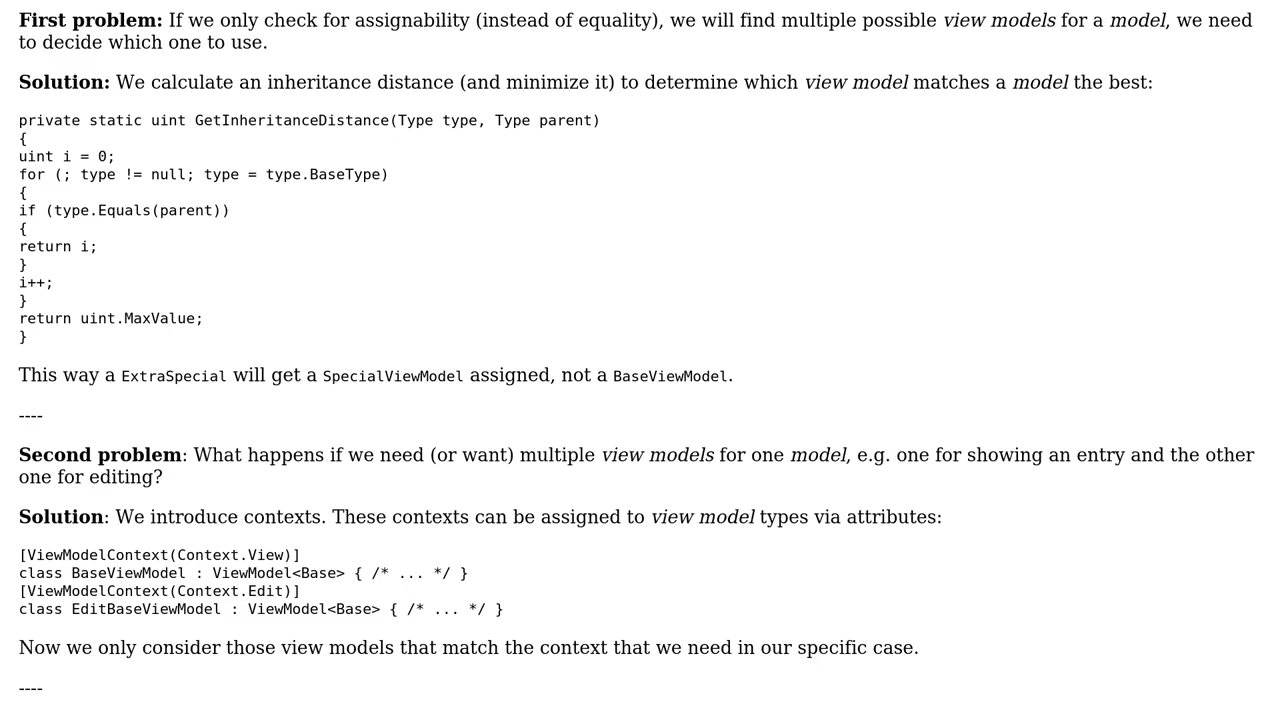 First problem: If we only check for assignability (instead of equality), we will find multiple possible view models for a model, we need
to decide which one to use.
Solution: We calculate an inheritance distance (and minimize it) to determine which view model matches a model the best:
private static uint GetInheritanceDistance(Type type, Type parent)
{
uint i = 0;
for (; type != null; type = type.BaseType)
{
if (type.Equals(parent))
{
return i;
}
i++;
}
return uint.MaxValue;
}
This way a ExtraSpecial will get a SpecialViewModel assigned, not a BaseViewModel.
----
Second problem: What happens if we need (or want) multiple view models for one model, e.g. one for showing an entry and the other
one for editing?
Solution: We introduce contexts. These contexts can be assigned to view model types via attributes:
[ViewModelContext(Context.View)]
class BaseViewModel : ViewModel<Base> { /* ... */ }
[ViewModelContext(Context.Edit)]
class EditBaseViewModel : ViewModel<Base> { /* ... */ }
Now we only consider those view models that match the context that we need in our specific case.
----